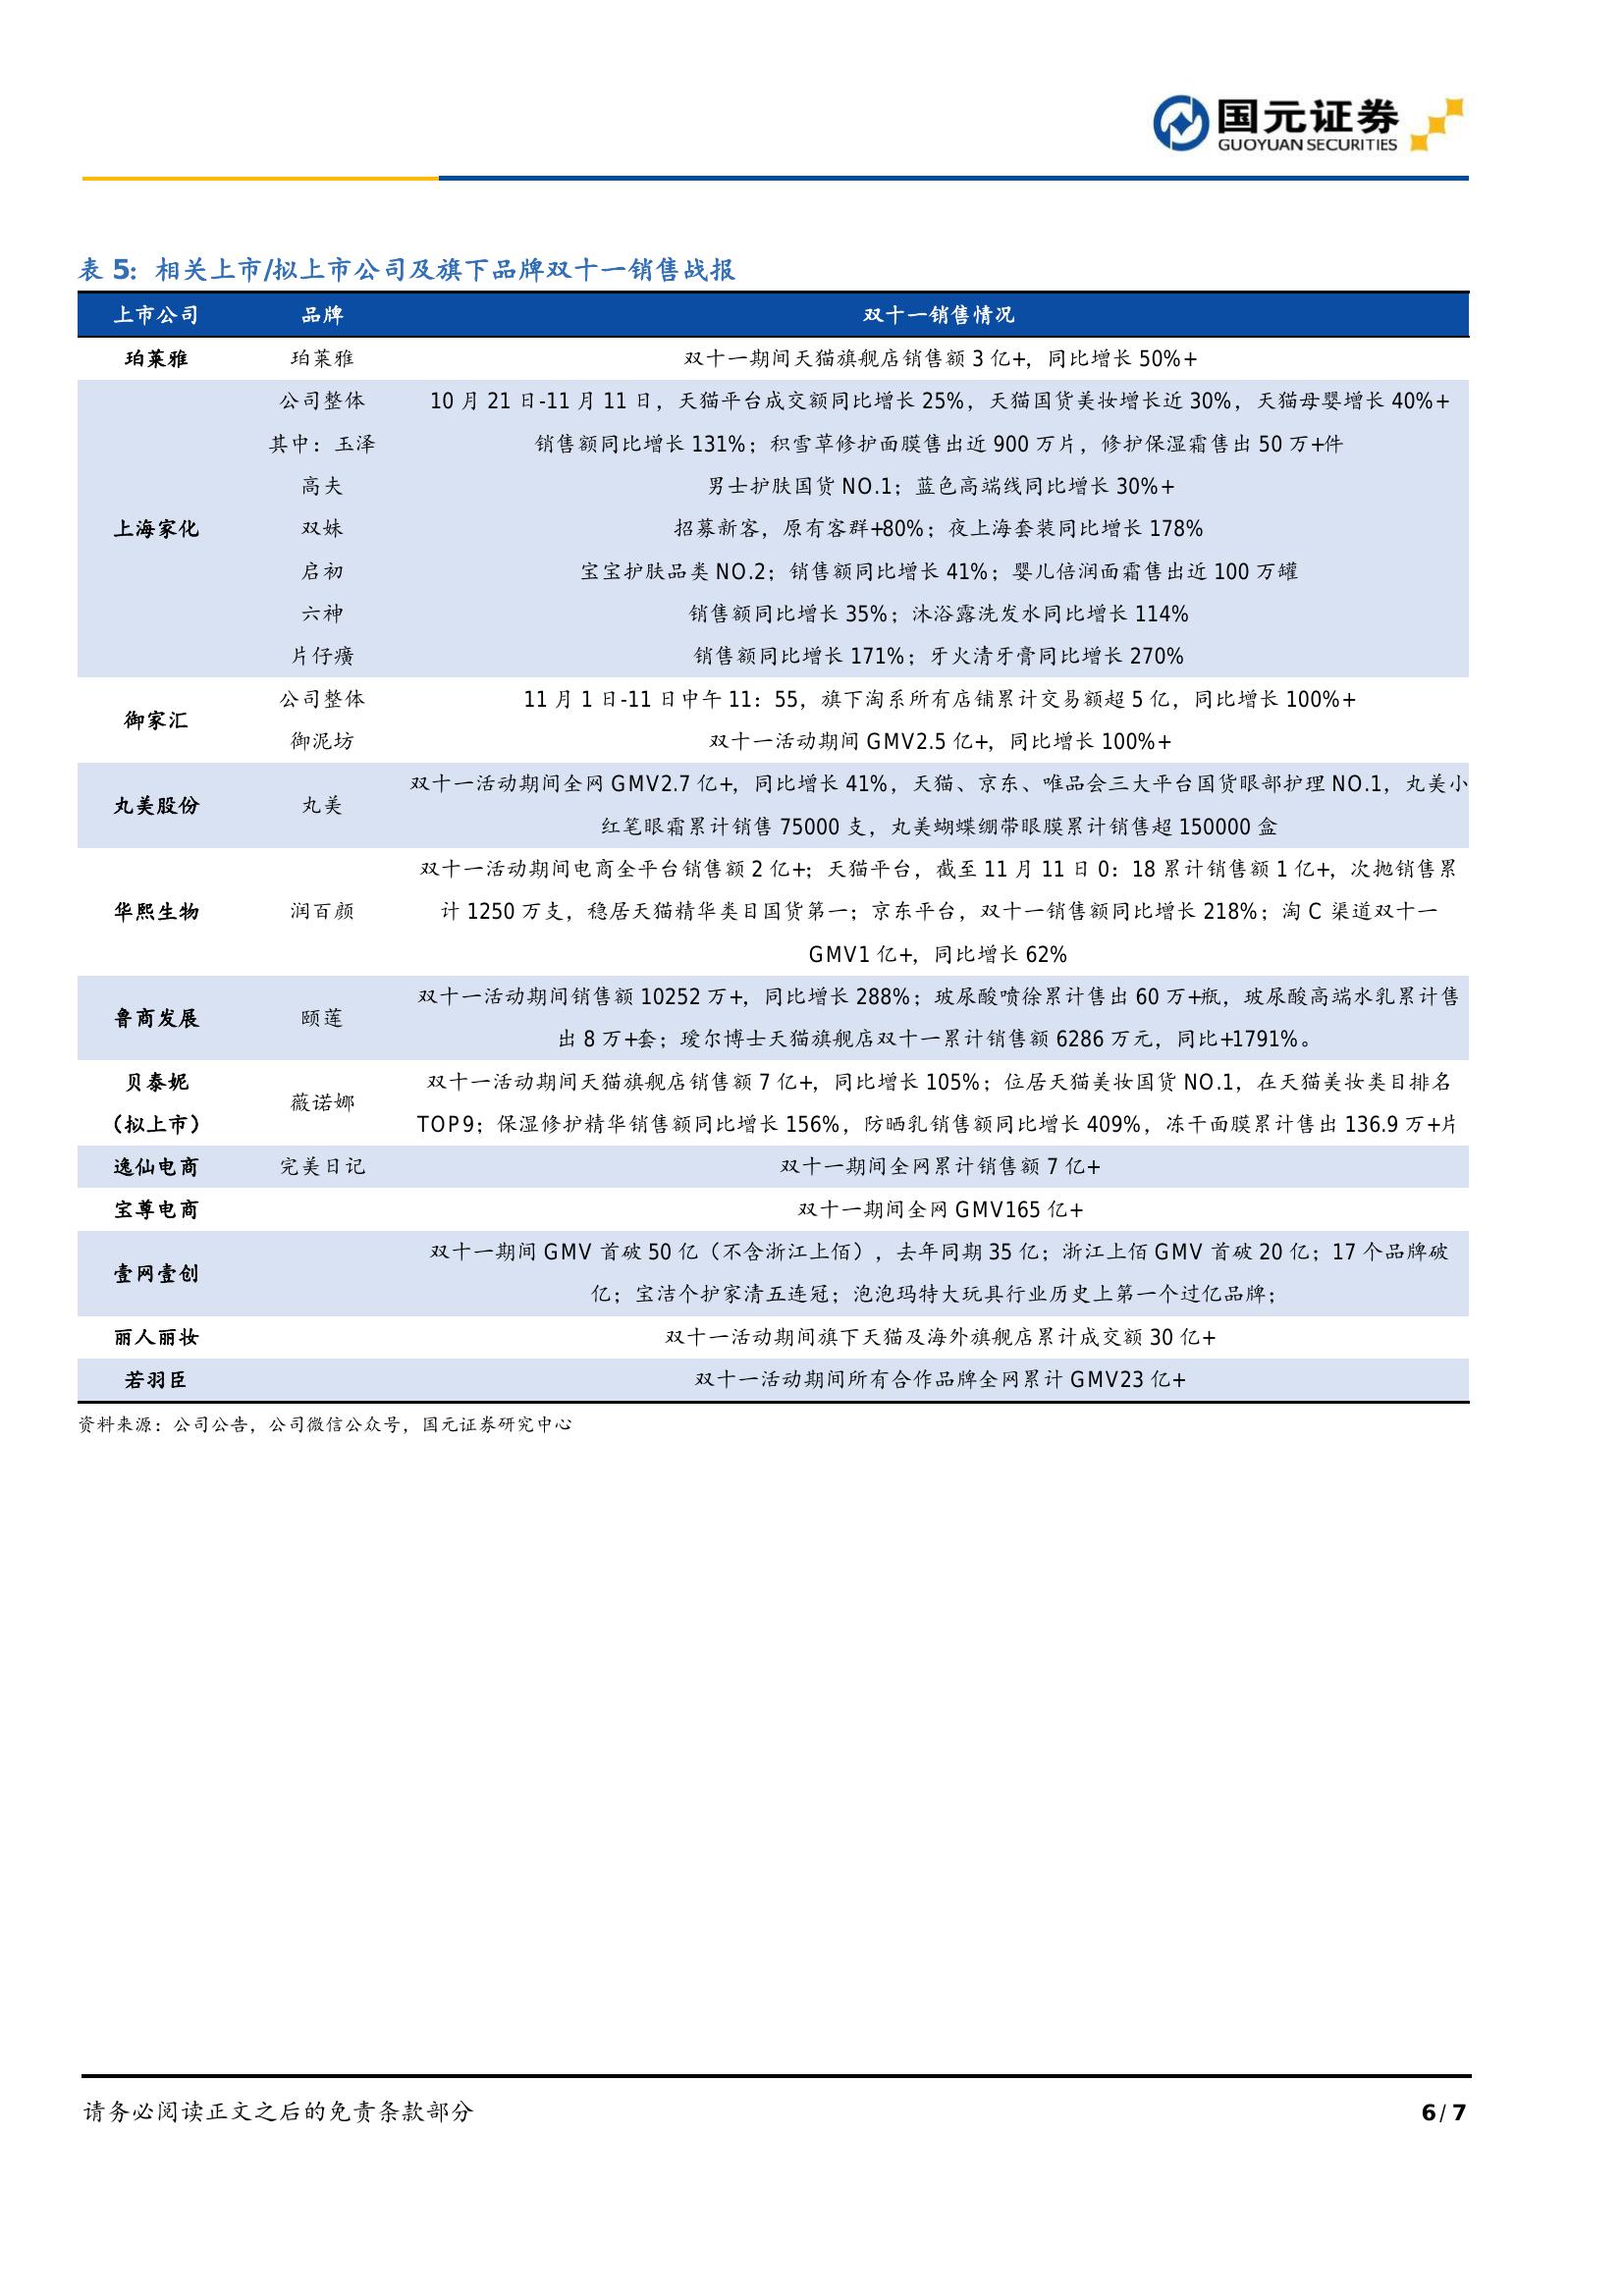 国元证券
GUOYUAN SECURITIES
表 5：相关上市/拟上市公司及旗下品牌双十一销售战报
上市公司 品牌 双十一销售情况
珀莱雅 珀莱雅 双十一期间天猫旗舰店销售额 3 亿+，同比增长 50%+
公司整体 10 月 21 日-11 月 11 日，天猫平台成交额同比增长 25%，天猫国货美妆增长近 30%，天猫母婴增长 40%+
其中：玉泽 销售额同比增长 131%；积雪草修护面膜售出近 900 万片，修护保湿霜售出 50 万+件
高夫 男士护肤国货 NO.1；蓝色高端线同比增长 30%+
上海家化 双妹 招募新客，原有客群+80%；夜上海套装同比增长 178%
启初 宝宝护肤品类 NO.2；销售额同比增长 41%；婴儿倍润面霜售出近 100 万罐
六神 销售额同比增长 35%；沐浴露洗发水同比增长 114%
片仔癀 销售额同比增长 171%；牙火清牙膏同比增长 270%
御家汇
公司整体 11 月 1 日-11 日中午 11：55，旗下淘系所有店铺累计交易额超 5 亿，同比增长 100%+
御泥坊 双十一活动期间 GMV2.5 亿+，同比增长 100%+
丸美股份 丸美
双十一活动期间全网 GMV2.7 亿+，同比增长 41%，天猫、京东、唯品会三大平台国货眼部护理 NO.1，丸美小
红笔眼霜累计销售 75000 支，丸美蝴蝶绷带眼膜累计销售超 150000 盒
华熙生物 润百颜
双十一活动期间电商全平台销售额 2 亿+；天猫平台，截至 11 月 11 日 0：18 累计销售额 1 亿+，次抛销售累
计 1250 万支，稳居天猫精华类目国货第一；京东平台，双十一销售额同比增长 218%；淘 C 渠道双十一
GMV1 亿+，同比增长 62%
鲁商发展 颐莲
双十一活动期间销售额 10252 万+，同比增长 288%；玻尿酸喷徐累计售出 60 万+瓶，玻尿酸高端水乳累计售
出 8 万+套；瑷尔博士天猫旗舰店双十一累计销售额 6286 万元，同比+1791%。
贝泰妮
（拟上市）
薇诺娜
双十一活动期间天猫旗舰店销售额 7 亿+，同比增长 105%；位居天猫美妆国货 NO.1，在天猫美妆类目排名
TOP9；保湿修护精华销售额同比增长 156%，防晒乳销售额同比增长 409%，冻干面膜累计售出 136.9 万+片
逸仙电商 完美日记 双十一期间全网累计销售额 7 亿+
宝尊电商 双十一期间全网 GMV165 亿+
壹网壹创
双十一期间 GMV 首破 50 亿（不含浙江上佰），去年同期 35 亿；浙江上佰 GMV 首破 20 亿；17 个品牌破
亿；宝洁个护家清五连冠；泡泡玛特大玩具行业历史上第一个过亿品牌；
丽人丽妆 双十一活动期间旗下天猫及海外旗舰店累计成交额 30 亿+
若羽臣 双十一活动期间所有合作品牌全网累计 GMV23 亿+
资料来源：公司公告，公司微信公众号，国元证券研究中心
请务必阅读正文之后的免责条款部分
6 / 7